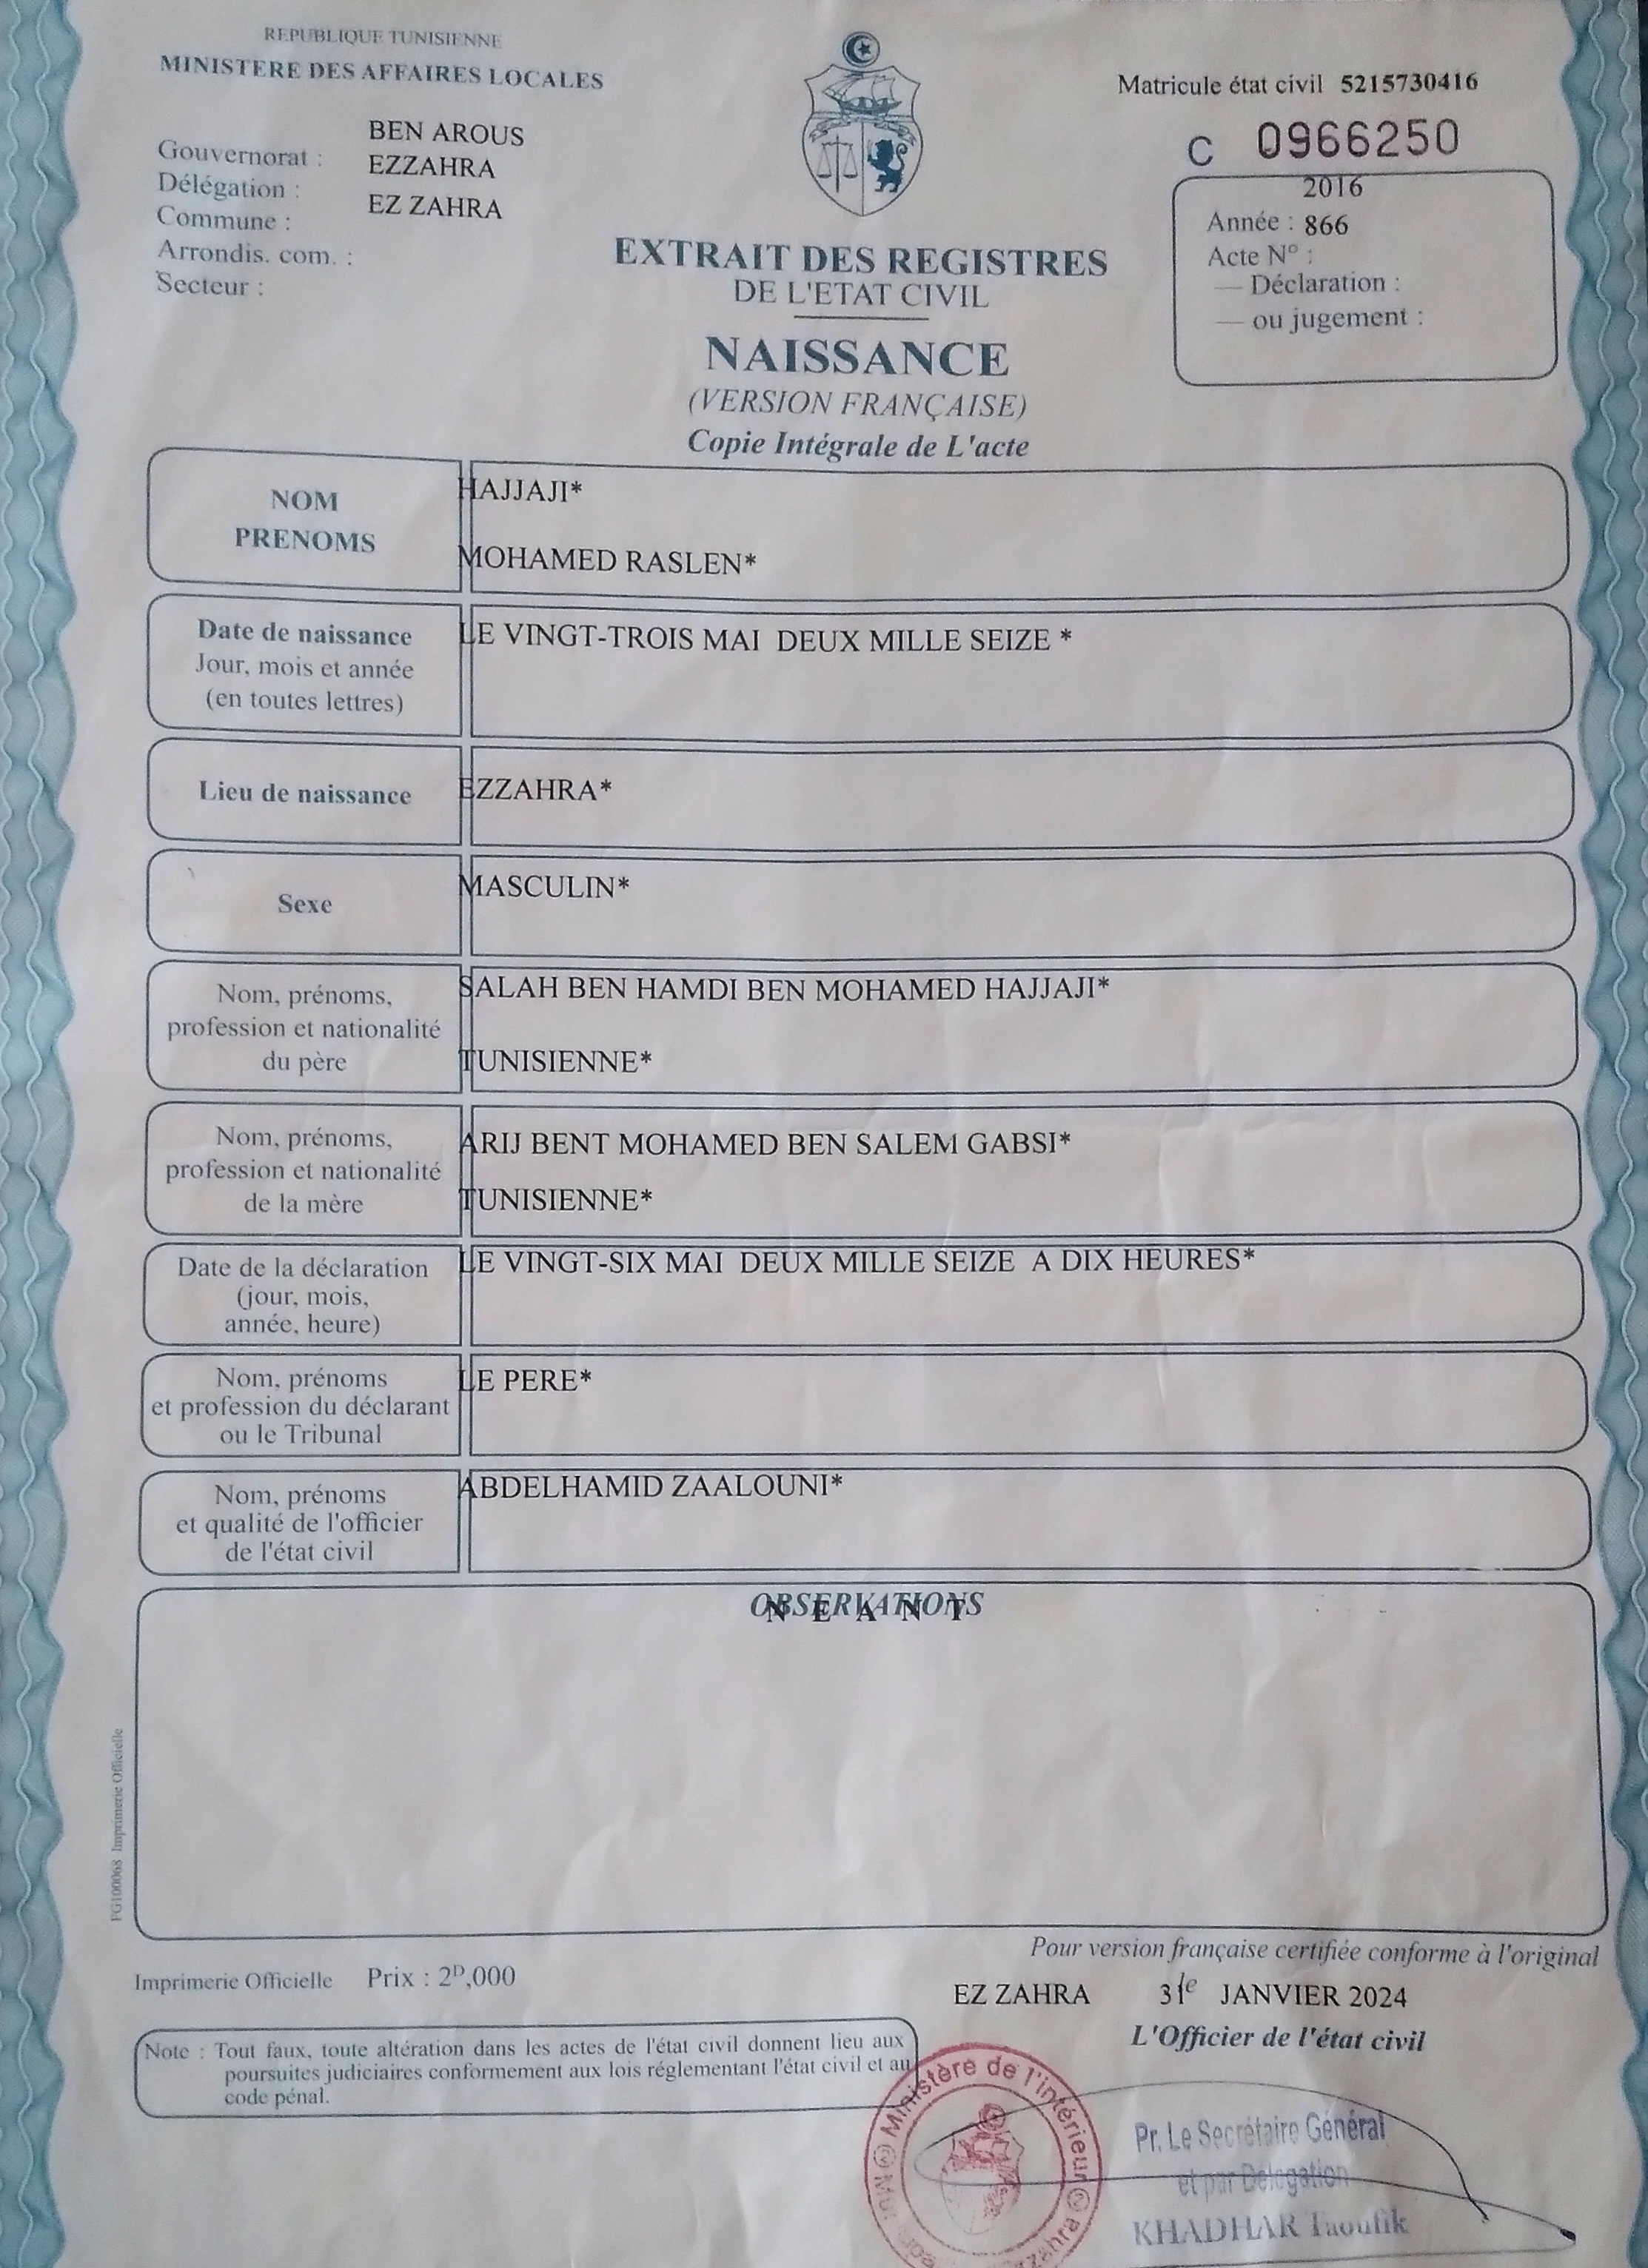 REPUBLIQUE TUNISIENNE
MINISTERE DES AFFAIRES LOCALES
Gouvernorat : BEN AROUS
Délégation : EZZAHRA
Commune : EZ ZAHRA
Arrondis. com. :
Secteur :
Matricule état civil 5215730416
C 0966250
2016
Année : 866
Acte N° :
— Déclaration :
— ou jugement :
EXTRAIT DES REGISTRES
DE L'ETAT CIVIL
NAISSANCE
(VERSION FRANÇAISE)
Copie Intégrale de L'acte
NOM
PRENOMS
HAJJAJI*
MOHAMED RASLEN*
Date de naissance
Jour, mois et année
(en toutes lettres)
LE VINGT-TROIS MAI DEUX MILLE SEIZE *
Lieu de naissance
EZZAHRA*
Sexe
MASCULIN*
Nom, prénoms,
profession et nationalité
du père
SALAH BEN HAMDI BEN MOHAMED HAJJAJI*
TUNISIENNE*
Nom, prénoms,
profession et nationalité
de la mère
ARIJ BENT MOHAMED BEN SALEM GABSI*
TUNISIENNE*
Date de la déclaration
(jour, mois,
année, heure)
LE VINGT-SIX MAI DEUX MILLE SEIZE A DIX HEURES*
Nom, prénoms
et profession du déclarant
ou le Tribunal
LE PERE*
Nom, prénoms
et qualité de l'officier
de l'état civil
ABDELHAMID ZAALOUNI*
OBSERVATIONS
N E A N T
FG100068 Imprimerie Officielle
Pour version française certifiée conforme à l'original
Imprimerie Officielle Prix : 2ᴰ,000
EZ ZAHRA 31 le JANVIER 2024
L'Officier de l'état civil
Note : Tout faux, toute altération dans les actes de l'état civil donnent lieu aux
poursuites judiciaires conformement aux lois réglementant l'état civil et au
code pénal.
Ministère de l'intérieur
Pr. Le Secrétaire Général
et par Delegation
KHADHAR Taoufik